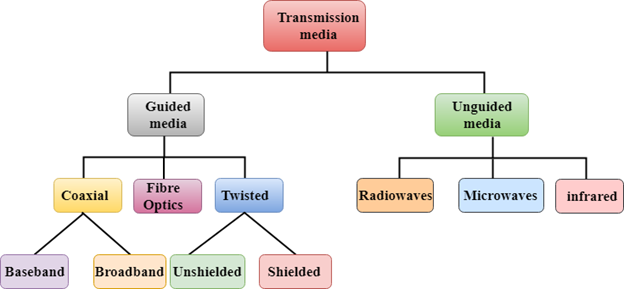 Transmission
media
Guided
media
Unguided
media
Coaxial
Fibre
Optics
Twisted
Radiowaves
Microwaves
infrared
Baseband
Broadband
Unshielded
Shielded